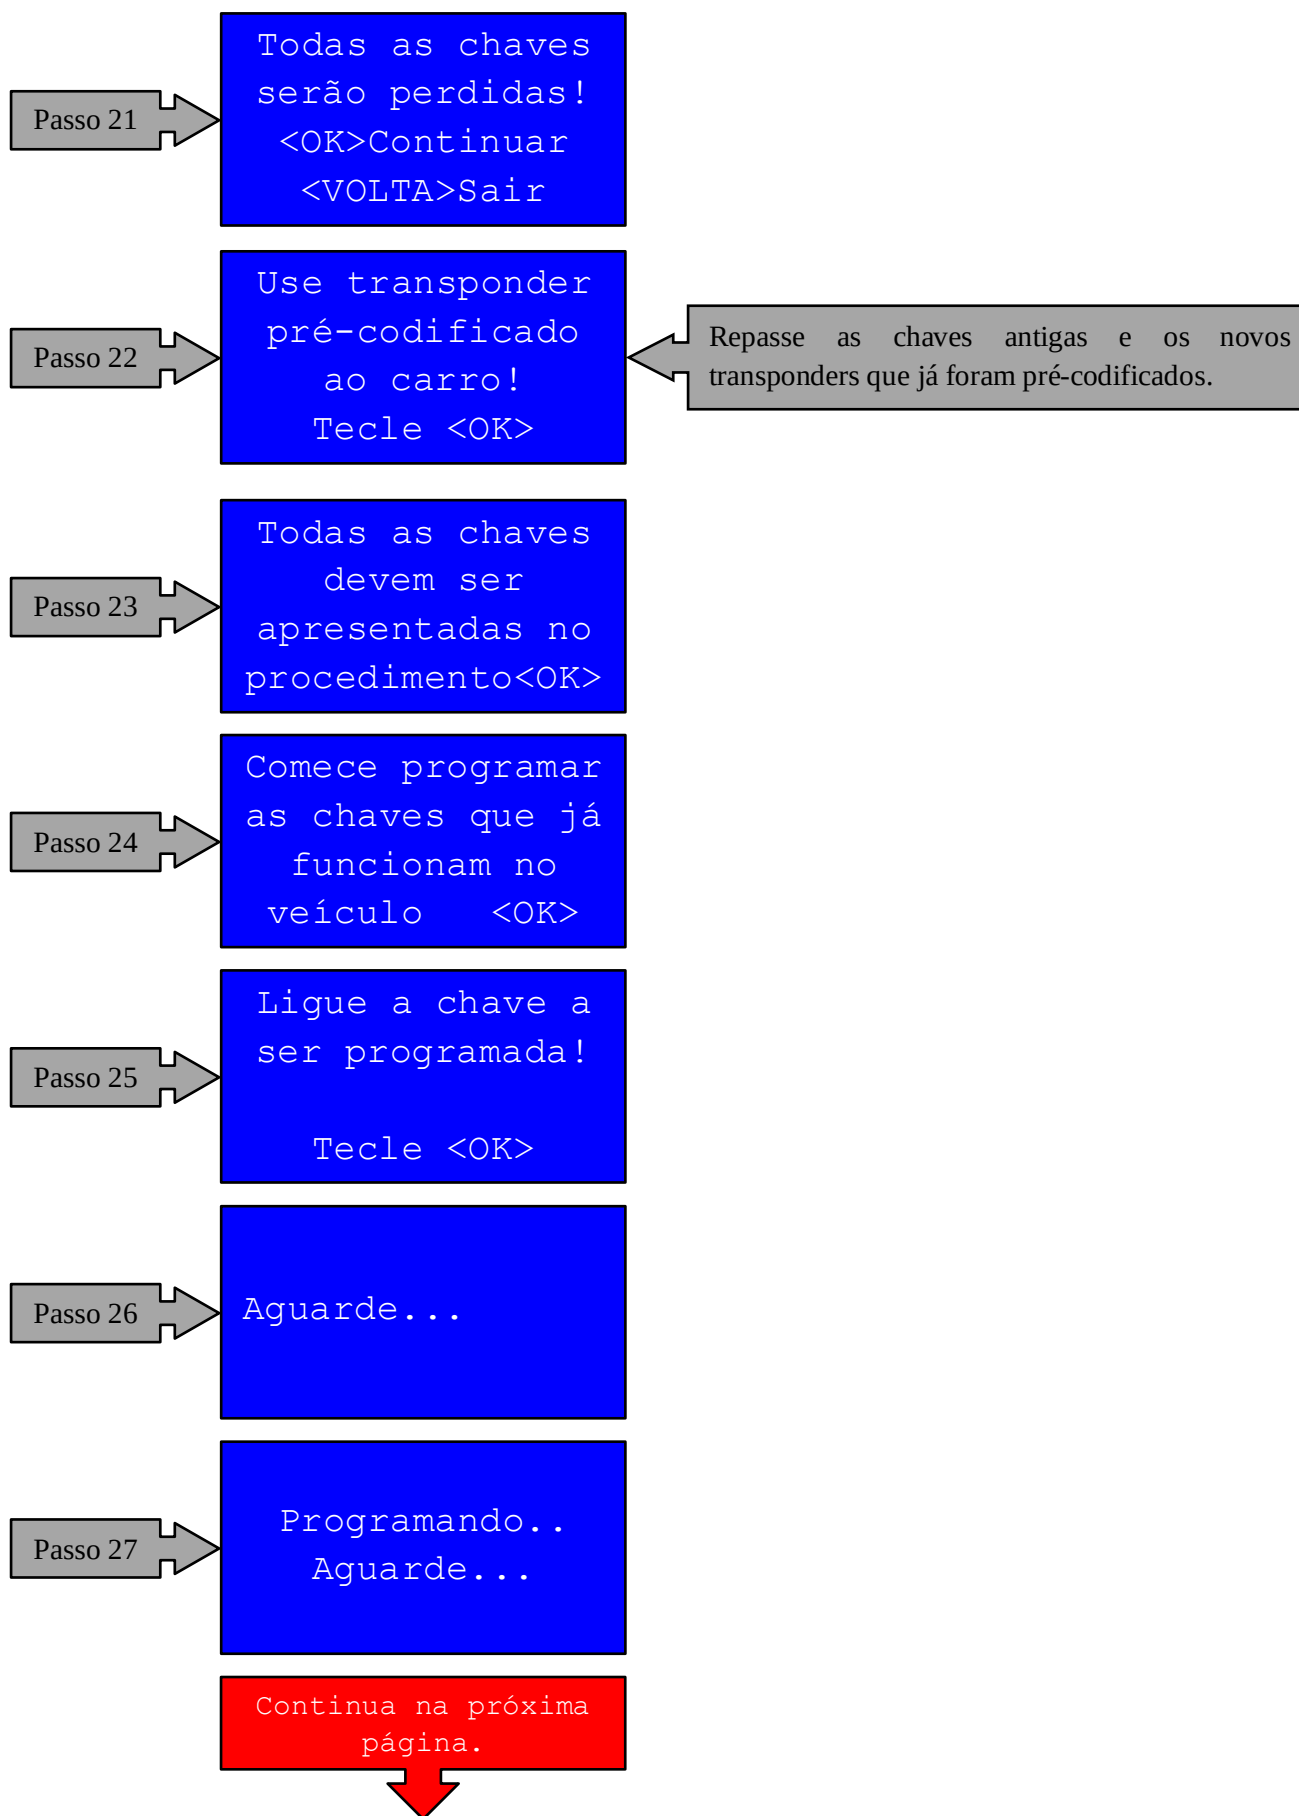 Passo 21
Todas as chaves
serão perdidas!
<OK>Continuar
<VOLTA>Sair
Passo 22
Use transponder
pré-codificado
ao carro!
Tecle <OK>
Repasse as chaves antigas e os novos
transponders que já foram pré-codificados.
Passo 23
Todas as chaves
devem ser
apresentadas no
procedimento<OK>
Passo 24
Comece programar
as chaves que já
funcionam no
veículo <OK>
Passo 25
Ligue a chave a
ser programada!
Tecle <OK>
Passo 26
Aguarde...
Passo 27
Programando..
Aguarde...
Continua na próxima
página.